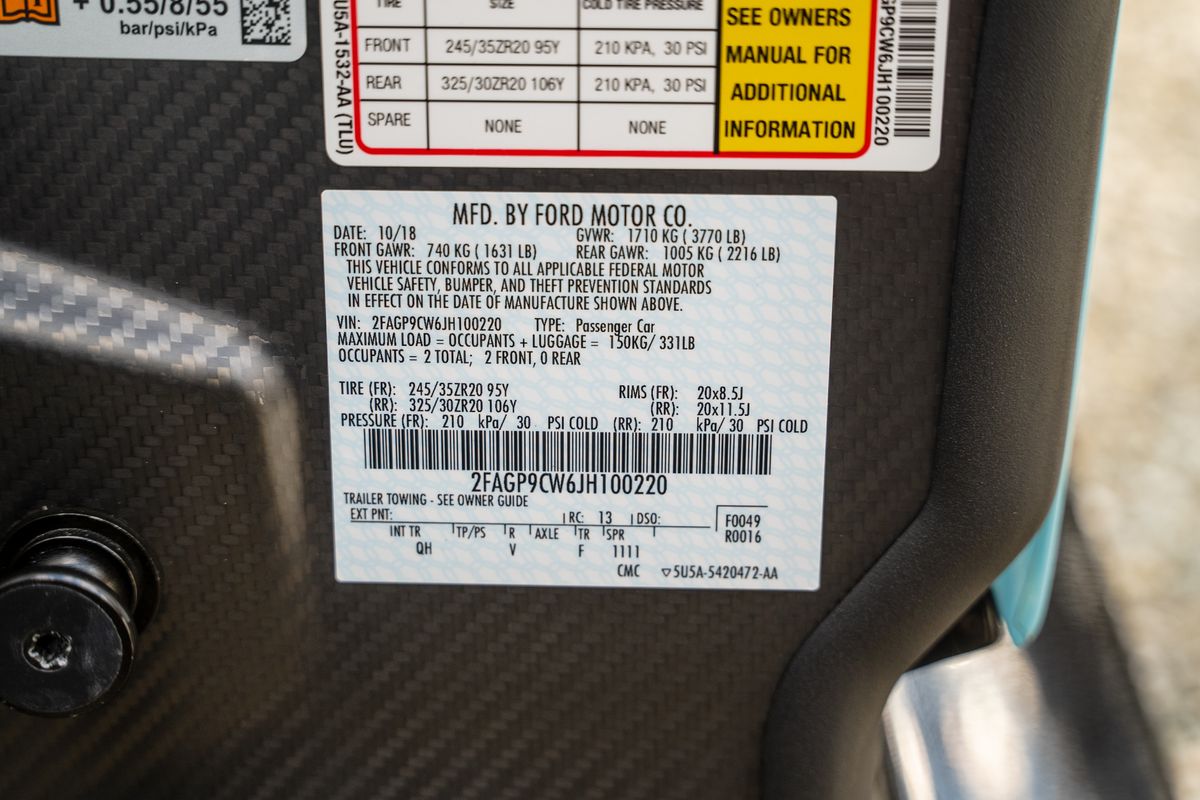 + 0.55/8/55
bar/psi/kPa
5U5A-1532-AA (TLU)
TIRE SIZE COLD TIRE PRESSURE
FRONT 245/35ZR20 95Y 210 KPA, 30 PSI
REAR 325/30ZR20 106Y 210 KPA, 30 PSI
SPARE NONE NONE
SEE OWNERS
MANUAL FOR
ADDITIONAL
INFORMATION
GP9CW6JH100220
MFD. BY FORD MOTOR CO.
DATE: 10/18 GVWR: 1710 KG ( 3770 LB)
FRONT GAWR: 740 KG ( 1631 LB) REAR GAWR: 1005 KG ( 2216 LB)
THIS VEHICLE CONFORMS TO ALL APPLICABLE FEDERAL MOTOR
VEHICLE SAFETY, BUMPER, AND THEFT PREVENTION STANDARDS
IN EFFECT ON THE DATE OF MANUFACTURE SHOWN ABOVE.
VIN: 2FAGP9CW6JH100220 TYPE: Passenger Car
MAXIMUM LOAD = OCCUPANTS + LUGGAGE = 150KG/ 331LB
OCCUPANTS = 2 TOTAL; 2 FRONT, 0 REAR
TIRE (FR): 245/35ZR20 95Y RIMS (FR): 20x8.5J
(RR): 325/30ZR20 106Y (RR): 20x11.5J
PRESSURE (FR): 210 kPa/ 30 PSI COLD (RR): 210 kPa/ 30 PSI COLD
2FAGP9CW6JH100220
TRAILER TOWING - SEE OWNER GUIDE
EXT PNT: RC: 13 DSO: F0049
INT TR TP/PS R AXLE TR SPR R0016
QH V F 1111
CMC ▽5U5A-5420472-AA